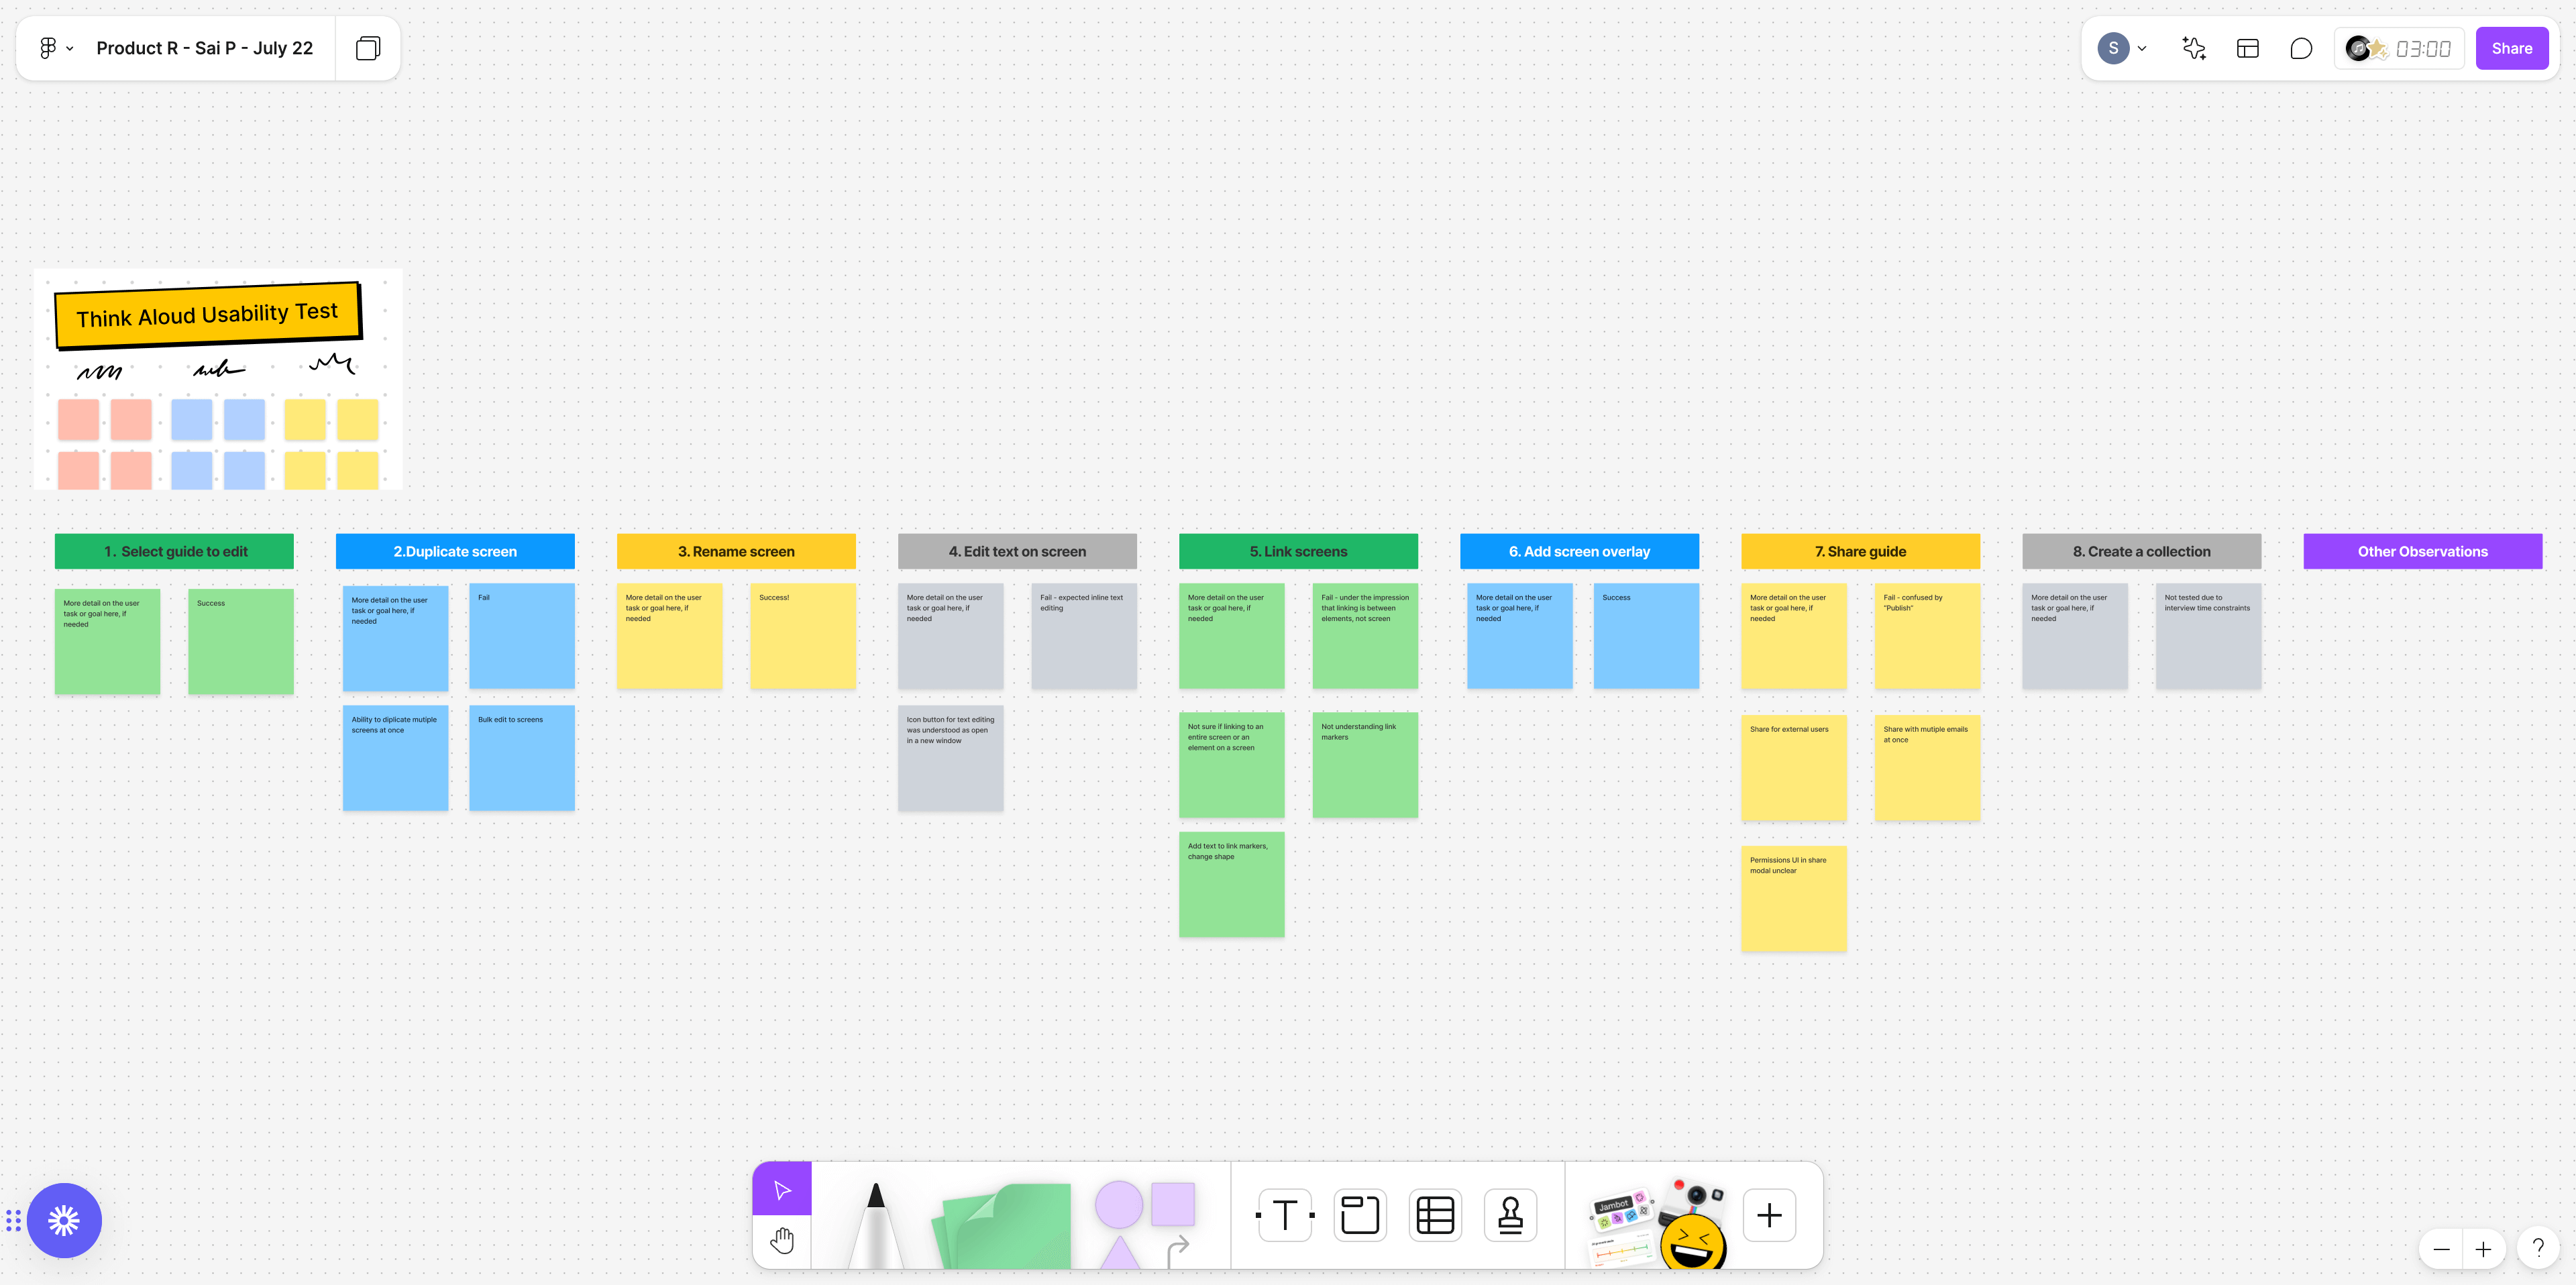 Product R - Sai P - July 22
S
03:00
Share
Think Aloud Usability Test
1. Select guide to edit
More detail on the user
task or goal here, if
needed
Success
2.Duplicate screen
More detail on the user
task or goal here, if
needed
Fail
Ability to diplicate mutiple
screens at once
Bulk edit to screens
3. Rename screen
More detail on the user
task or goal here, if
needed
Success!
4. Edit text on screen
More detail on the user
task or goal here, if
needed
Fail - expected inline text
editing
Icon button for text editing
was understood as open
in a new window
5. Link screens
More detail on the user
task or goal here, if
needed
Fail - under the impression
that linking is between
elements, not screen
Not sure if linking to an
entire screen or an
element on a screen
Not understanding link
markers
Add text to link markers,
change shape
6. Add screen overlay
More detail on the user
task or goal here, if
needed
Success
7. Share guide
More detail on the user
task or goal here, if
needed
Fail - confused by
"Publish"
Share for external users
Share with mutiple emails
at once
Permissions UI in share
modal unclear
8. Create a collection
More detail on the user
task or goal here, if
needed
Not tested due to
interview time constraints
Other Observations
T
Jambot
?